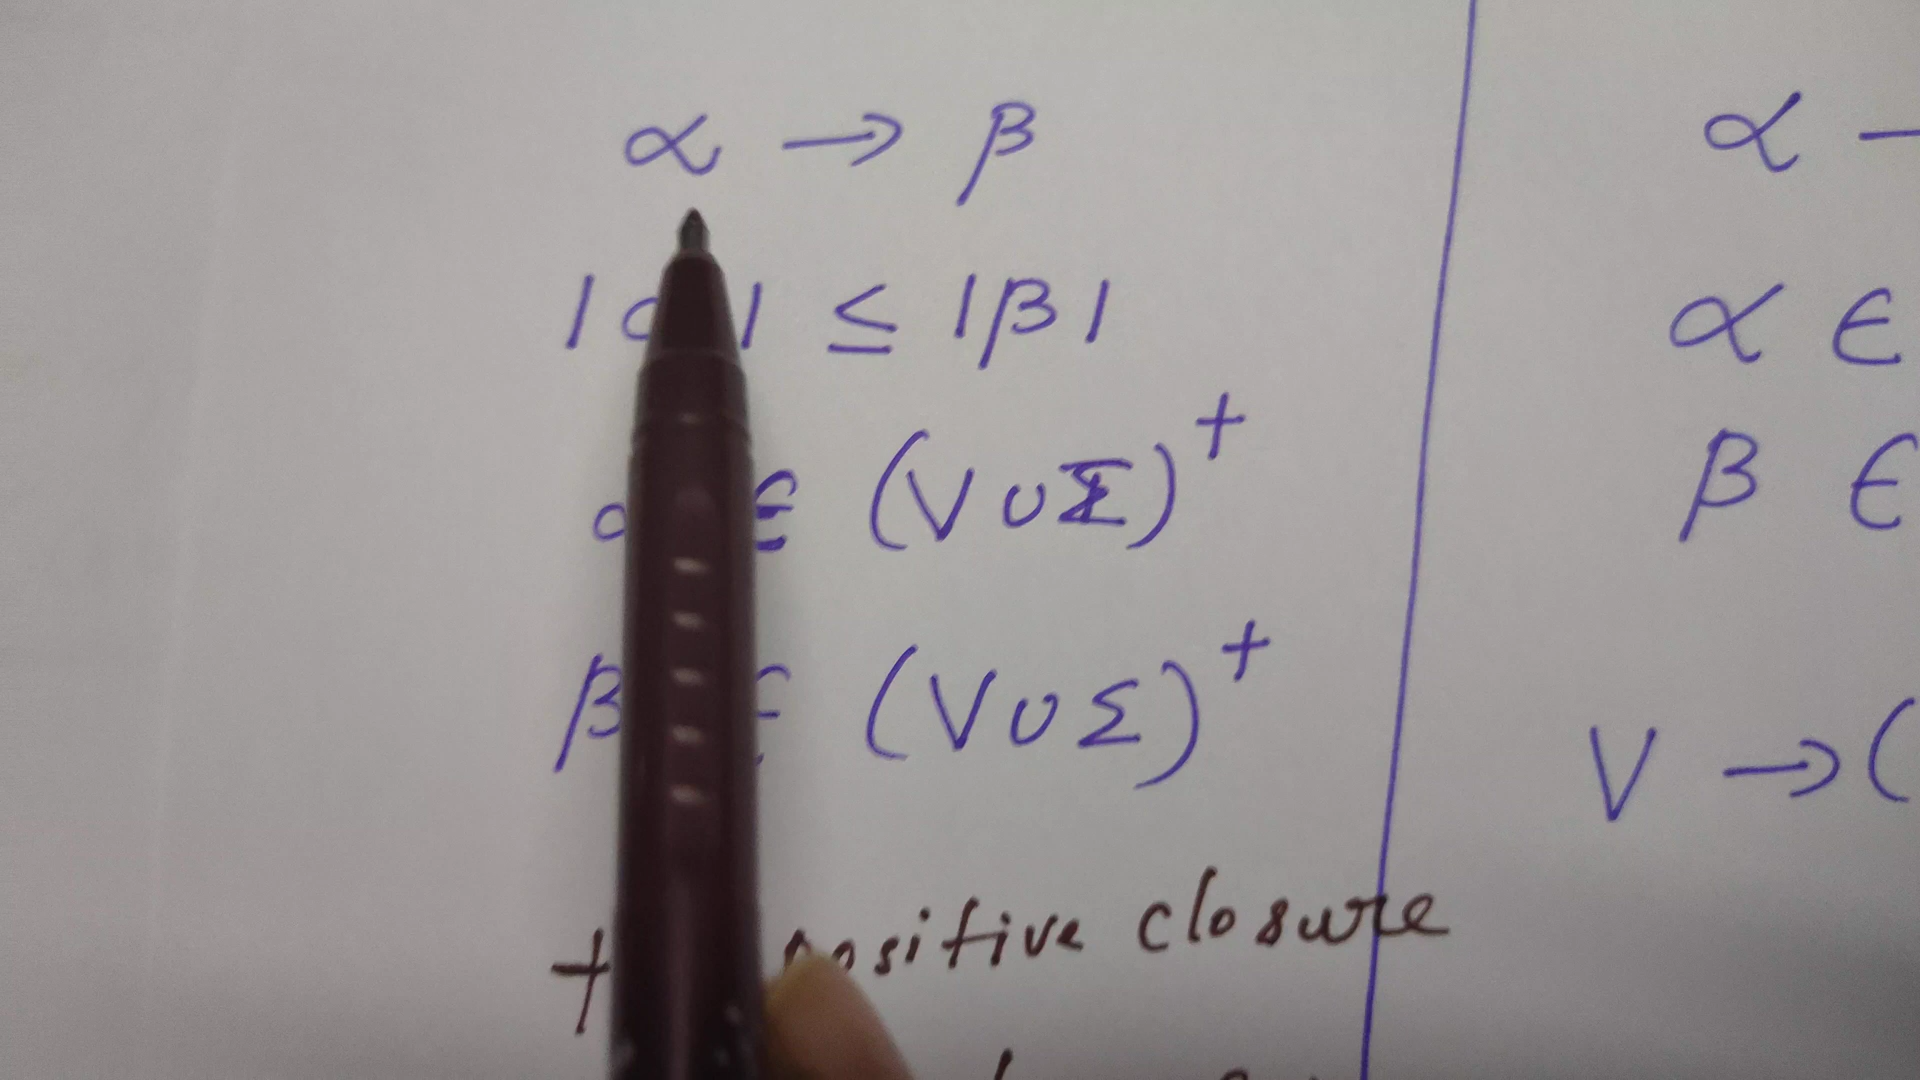 α → β
| | ≤ |β|
∈ (V ∪ Σ)⁺
β ∈ (V ∪ Σ)⁺
+ positive closure
α
α ∈
β ∈
V → (